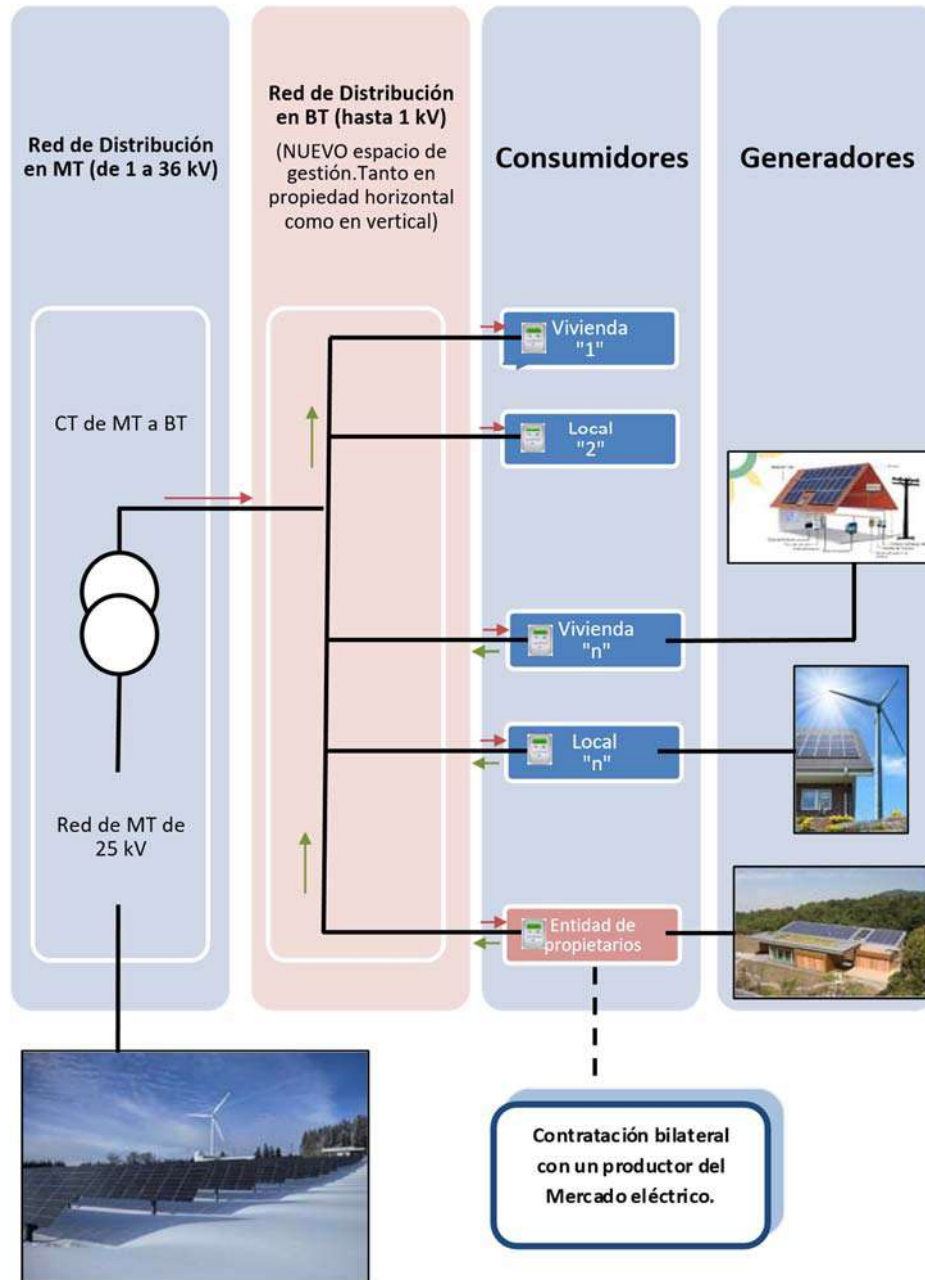 Red de Distribución
en MT (de 1 a 36 kV)
Red de Distribución
en BT (hasta 1 kV)
(NUEVO espacio de
gestión.Tanto en
propiedad horizontal
como en vertical)
Consumidores
Generadores
CT de MT a BT
Red de MT de
25 kV
Vivienda
"1"
Local
"2"
Vivienda
"n"
Local
"n"
Entidad de
propietarios
Contratación bilateral
con un productor del
Mercado eléctrico.